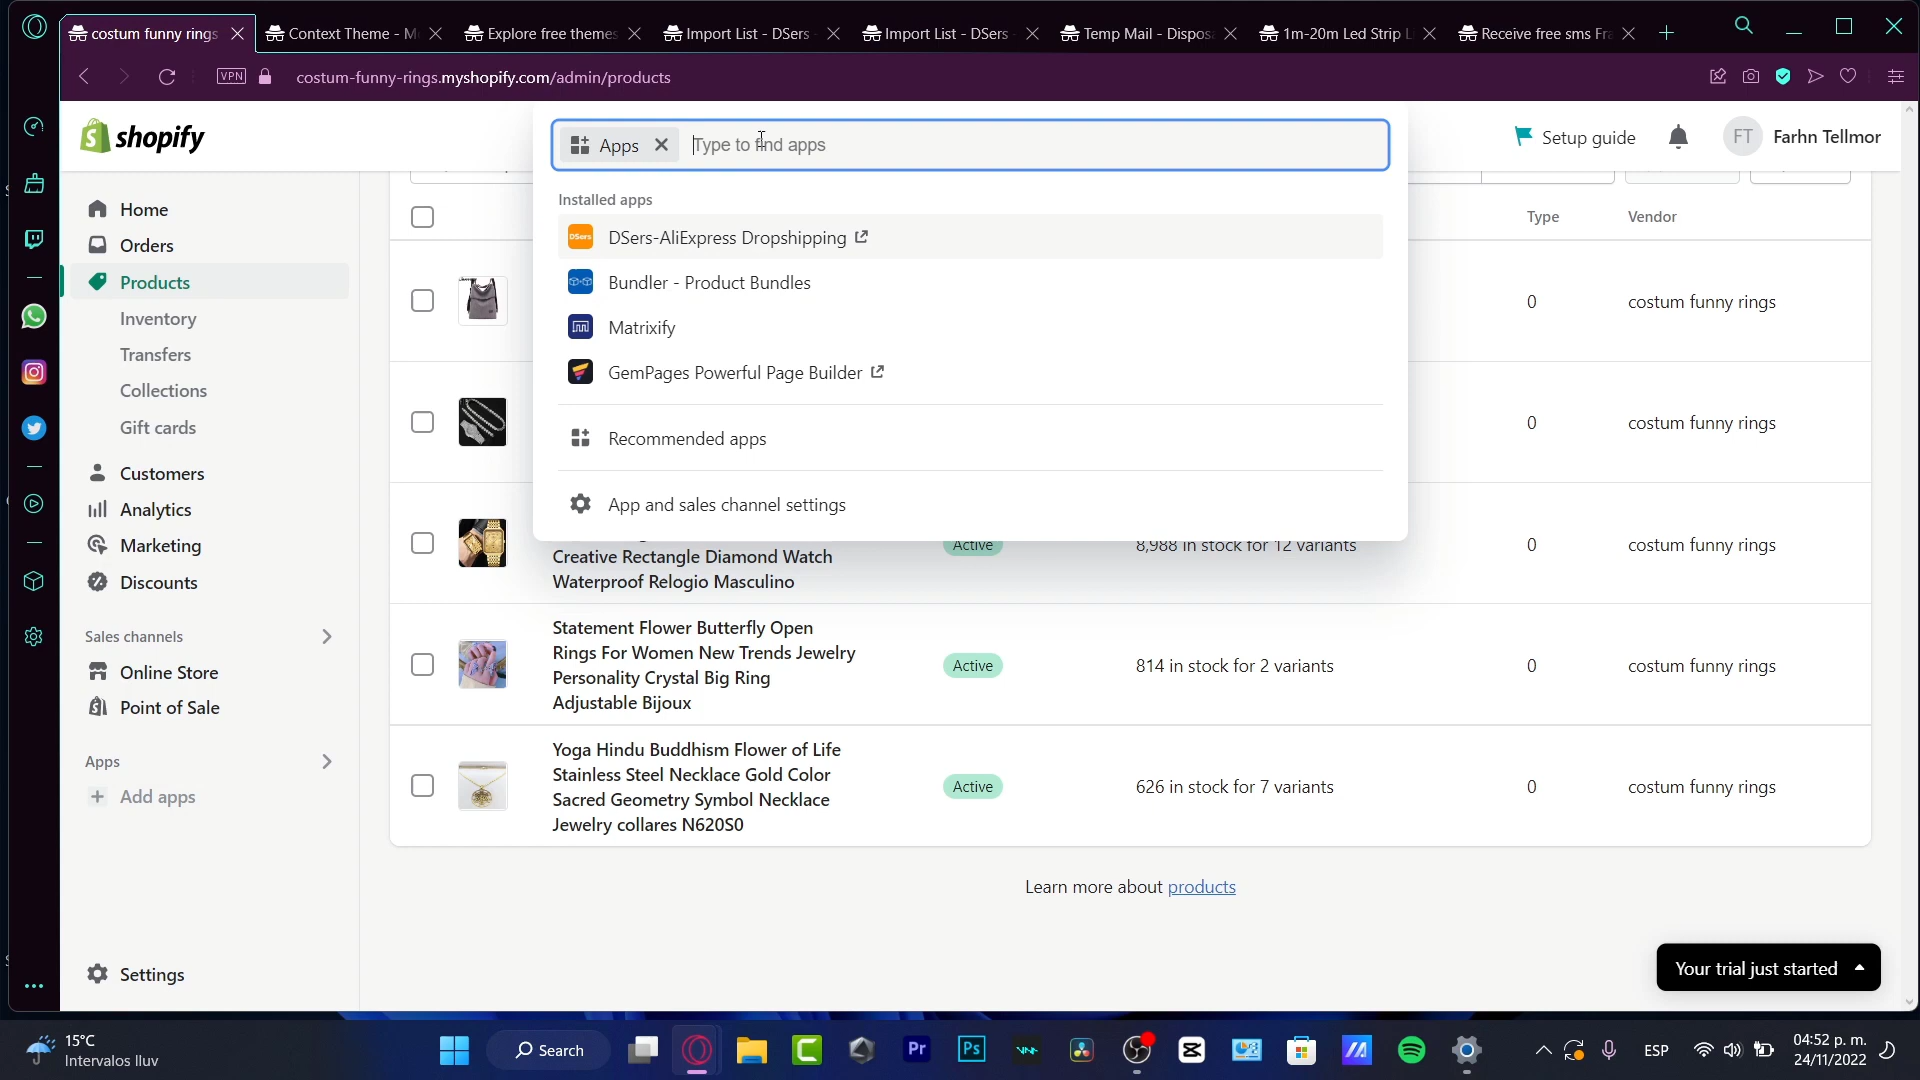 costum funny rings
Context Theme - M
Explore free themes
Import List - DSers
Import List - DSers
Temp Mail - Dispos
1m-20m Led Strip L
Receive free sms Fra
VPN
costum-funny-rings.myshopify.com/admin/products
shopify
Apps
Type to find apps
Setup guide
FT
Farhn Tellmor
Home
Orders
Products
Inventory
Transfers
Collections
Gift cards
Customers
Analytics
Marketing
Discounts
Sales channels
Online Store
Point of Sale
Apps
Add apps
Settings
Installed apps
DSers
DSers-AliExpress Dropshipping
Bundler - Product Bundles
Matrixify
GemPages Powerful Page Builder
Recommended apps
App and sales channel settings
Type
Vendor
0
costum funny rings
0
costum funny rings
Creative Rectangle Diamond Watch
Waterproof Relogio Masculino
Active
8,988 in stock for 12 variants
0
costum funny rings
Statement Flower Butterfly Open
Rings For Women New Trends Jewelry
Personality Crystal Big Ring
Adjustable Bijoux
Active
814 in stock for 2 variants
0
costum funny rings
Yoga Hindu Buddhism Flower of Life
Stainless Steel Necklace Gold Color
Sacred Geometry Symbol Necklace
Jewelry collares N620S0
Active
626 in stock for 7 variants
0
costum funny rings
Learn more about products
Your trial just started
15°C
Intervalos lluv
Search
Pr
Ps
ESP
04:52 p. m.
24/11/2022